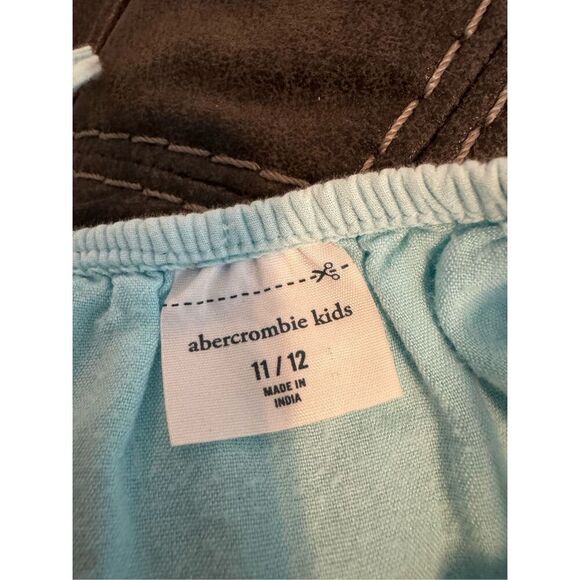 abercrombie kids
11 / 12
MADE IN
INDIA